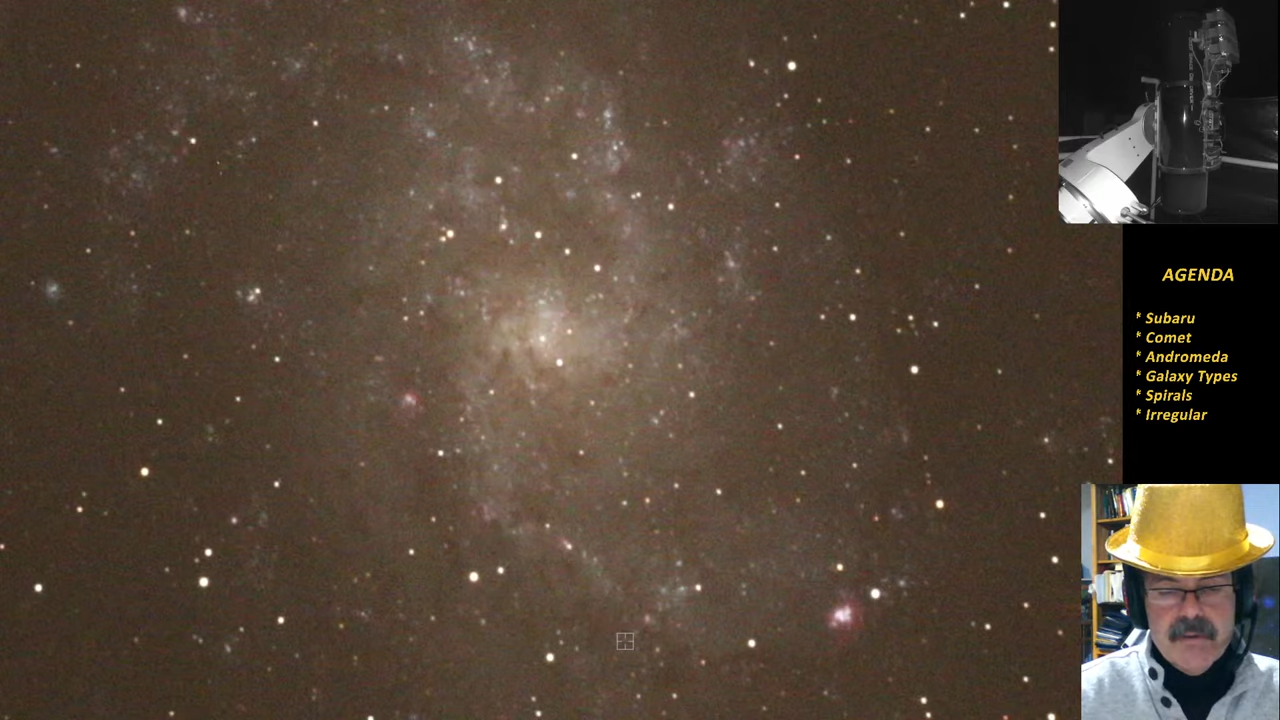 AGENDA
* Subaru
* Comet
* Andromeda
* Galaxy Types
* Spirals
* Irregular